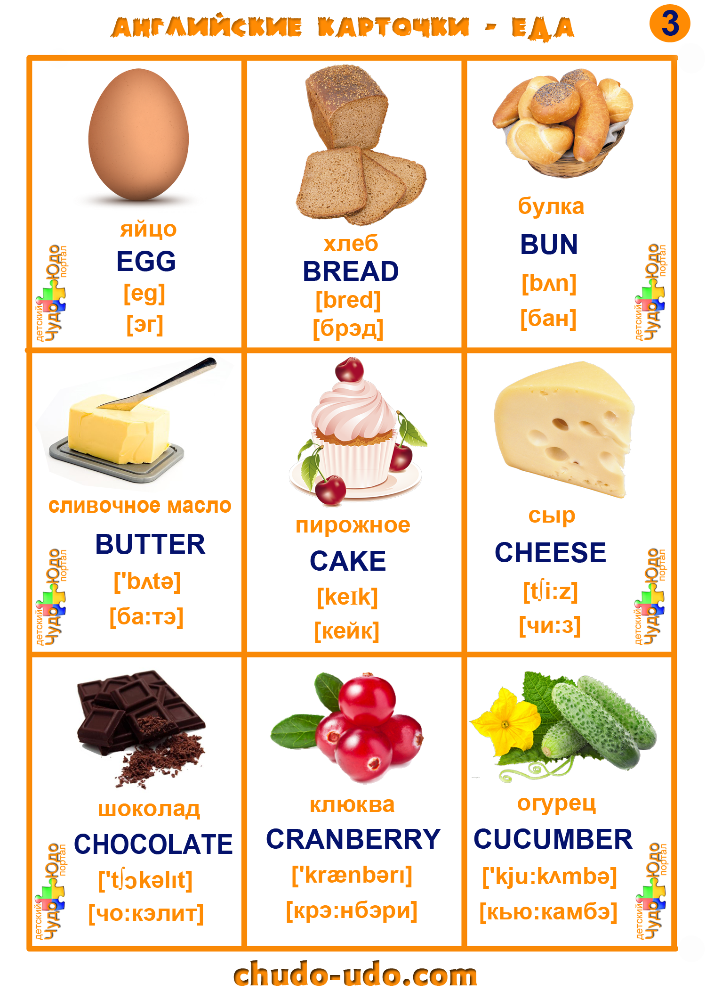 АНГЛИЙСКИЕ КАРТОЧКИ - ЕДА
3
яйцо
EGG
[eg]
[эг]
детский
Чудо-Юдо
портал
хлеб
BREAD
[bred]
[брэд]
булка
BUN
[bʌn]
[бан]
детский
Чудо-Юдо
портал
сливочное масло
BUTTER
['bʌtə]
[ба:тэ]
детский
Чудо-Юдо
портал
пирожное
CAKE
[keɪk]
[кейк]
сыр
CHEESE
[tʃi:z]
[чи:з]
детский
Чудо-Юдо
портал
шоколад
CHOCOLATE
['tʃɔkəlıt]
[чо:кэлит]
детский
Чудо-Юдо
портал
клюква
CRANBERRY
['krænbərı]
[крэ:нбэри]
огурец
CUCUMBER
['kju:kʌmbə]
[кью:камбэ]
детский
Чудо-Юдо
портал
chudo-udo.com